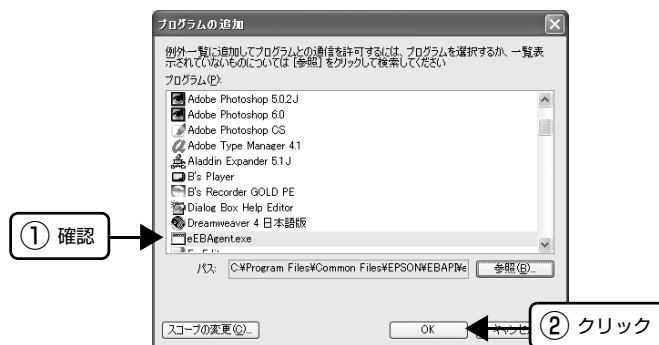 プログラムの追加
例外一覧に追加してプログラムとの通信を許可するには、プログラムを選択するか、一覧表
示されていないものについては [参照] をクリックして検索してください
プログラム(P):
Adobe Photoshop 5.0.2J
Adobe Photoshop 6.0
Adobe Photoshop CS
Adobe Type Manager 4.1
Aladdin Expander 5.1J
B's Player
B's Recorder GOLD PE
Dialog Box Help Editor
Dreamweaver 4 日本語版
① 確認
eEBAgent.exe
パス: C:¥Program Files¥Common Files¥EPSON¥EBAPI¥e 参照(B)...
スコープの変更(C)... OK
② クリック